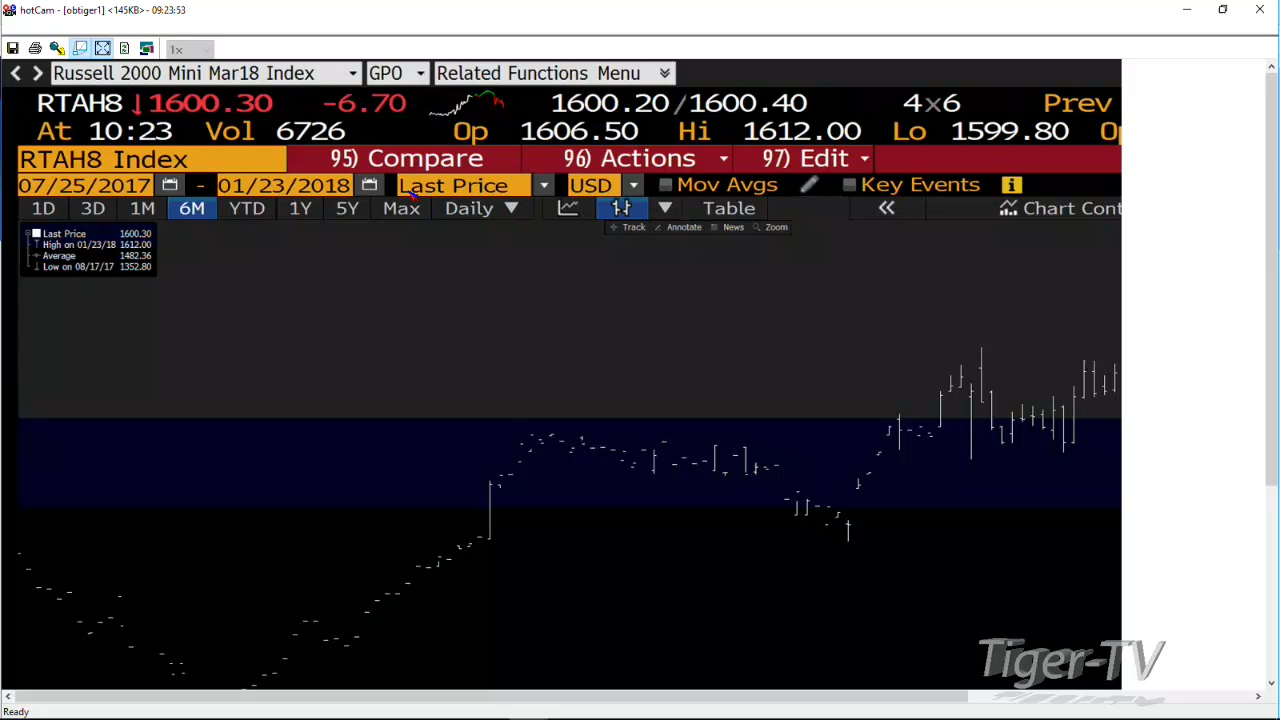 hotCam - [obtiger1] <145KB> - 09:23:53
1x
Russell 2000 Mini Mar18 Index GPO Related Functions Menu
RTAH8 ↓1600.30 -6.70 1600.20/1600.40 4x6 Prev
At 10:23 Vol 6726 Op 1606.50 Hi 1612.00 Lo 1599.80 Op
RTAH8 Index 95) Compare 96) Actions 97) Edit
07/25/2017 - 01/23/2018 Last Price USD Mov Avgs Key Events
1D 3D 1M 6M YTD 1Y 5Y Max Daily ▼ Table « Chart Cont
Track Annotate News Zoom
Last Price 1600.30
High on 01/23/18 1612.00
Average 1482.36
Low on 08/17/17 1352.80
Tiger-TV
Ready